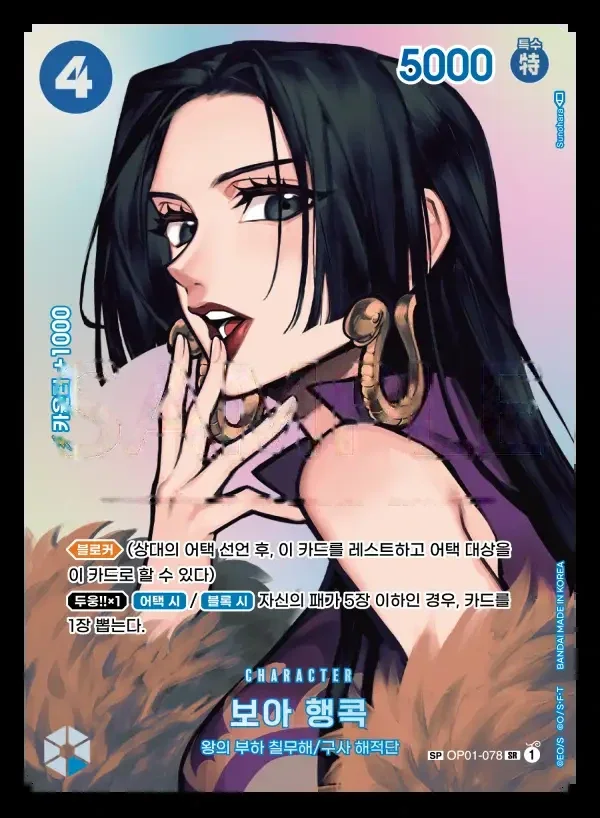 4
5000
특수
特
Sunohara
카운터 +1000
SAMPLE
블로커 (상대의 어택 선언 후, 이 카드를 레스트하고 어택 대상을
이 카드로 할 수 있다)
두웅!!×1 어택 시 / 블록 시 자신의 패가 5장 이하인 경우, 카드를
1장 뽑는다.
CHARACTER
보아 행콕
왕의 부하 칠무해/구사 해적단
SP OP01-078 SR 1
©EO/S ©O/S·F·T BANDAI MADE IN KOREA